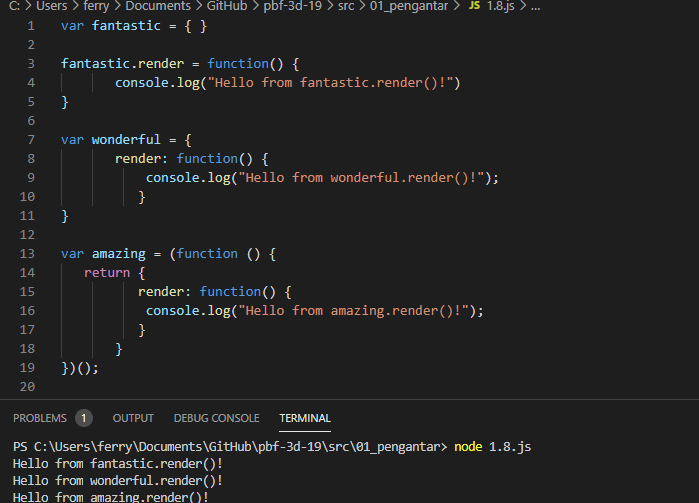 C: > Users > ferry > Documents > GitHub > pbf-3d-19 > src > 01_pengantar > JS 1.8.js > ...
1 var fantastic = { }
2
3 fantastic.render = function() {
4 console.log("Hello from fantastic.render()!")
5 }
6
7 var wonderful = {
8 render: function() {
9 console.log("Hello from wonderful.render()!");
10 }
11 }
12
13 var amazing = (function () {
14 return {
15 render: function() {
16 console.log("Hello from amazing.render()!");
17 }
18 }
19 })();
20
PROBLEMS 1 OUTPUT DEBUG CONSOLE TERMINAL
PS C:\Users\ferry\Documents\GitHub\pbf-3d-19\src\01_pengantar> node 1.8.js
Hello from fantastic.render()!
Hello from wonderful.render()!
Hello from amazing.render()!